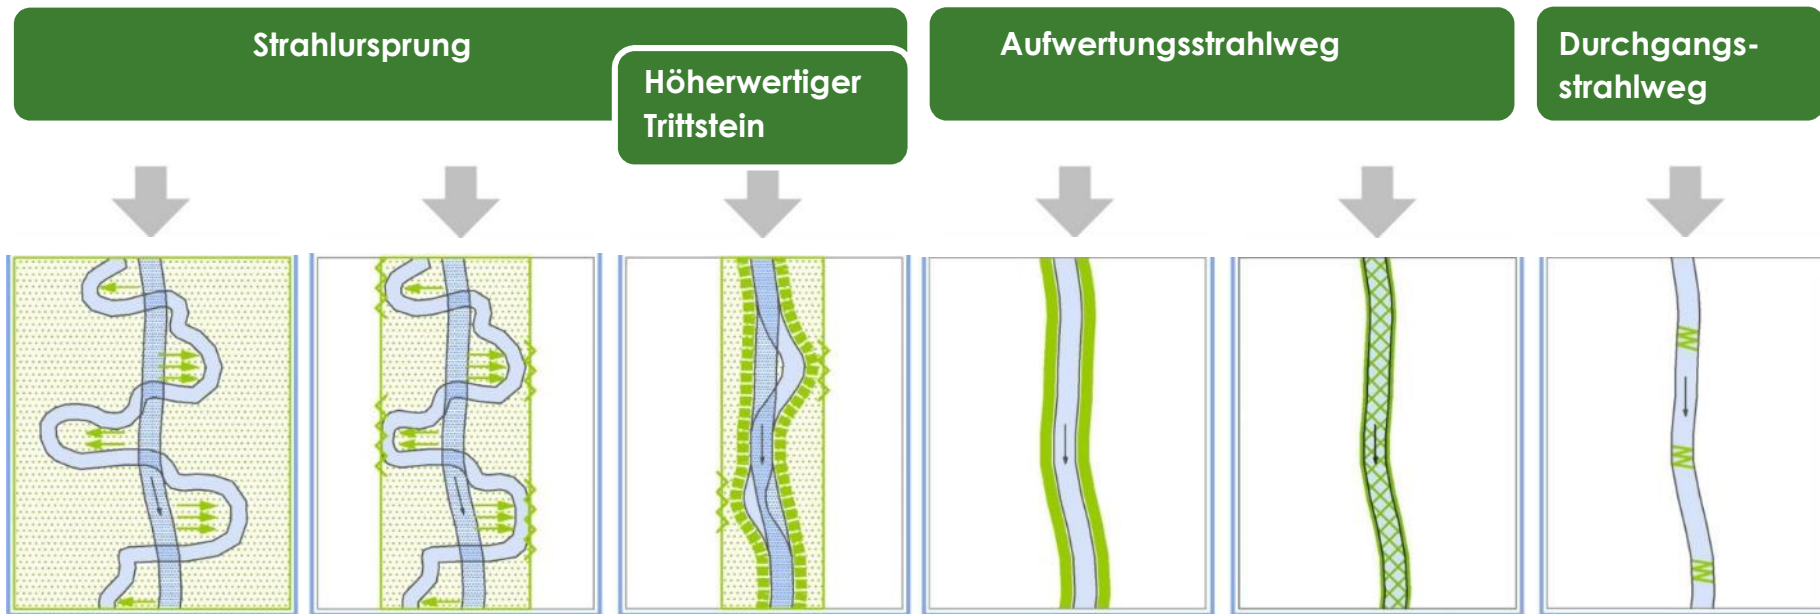 Strahlursprung
Höherwertiger
Trittstein
Aufwertungsstrahlweg
Durchgangs-
strahlweg